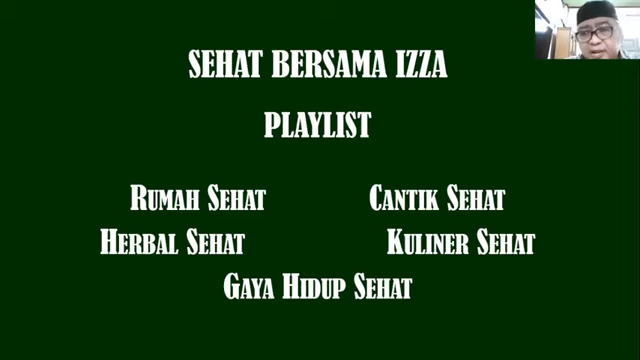 SEHAT BERSAMA IZZA
PLAYLIST
RUMAH SEHAT CANTIK SEHAT
HERBAL SEHAT KULINER SEHAT
GAYA HIDUP SEHAT